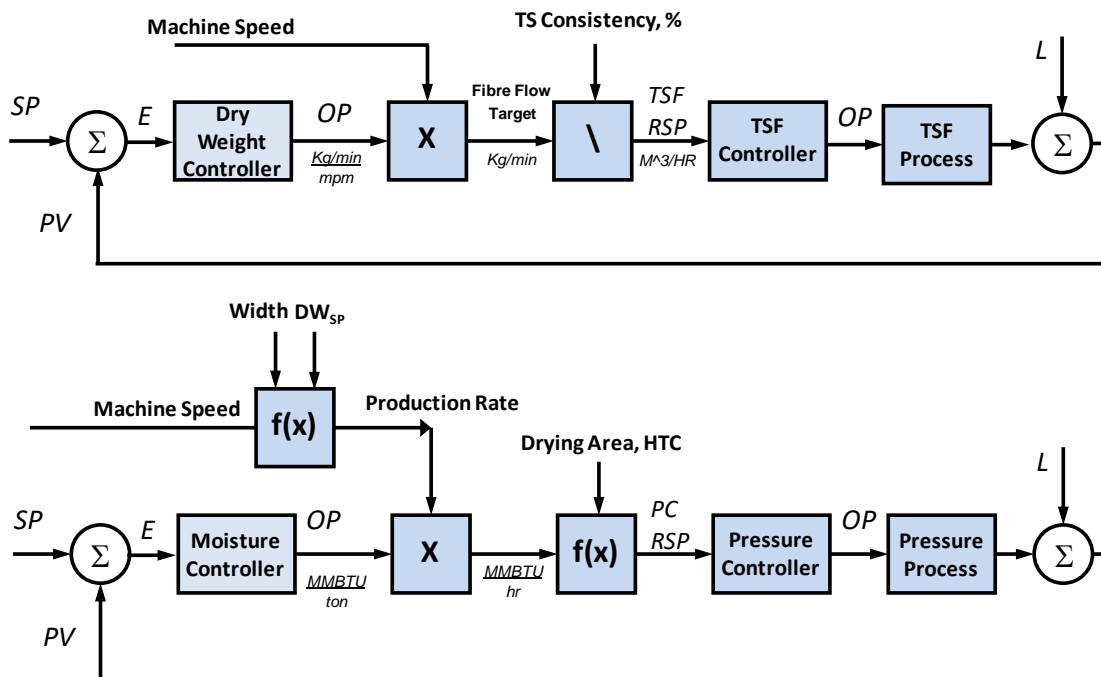 Machine Speed
TS Consistency, %
L
SP
E
OP
Fibre Flow
Target
TSF
RSP
OP
Σ
Dry
Weight
Controller
X
\
TSF
Controller
TSF
Process
Σ
Kg/min
mpm
Kg/min
M^3/HR
PV
Width DWSP
Machine Speed
f(x)
Production Rate
Drying Area, HTC
L
SP
E
OP
PC
RSP
OP
Σ
Moisture
Controller
X
f(x)
Pressure
Controller
Pressure
Process
Σ
MMBTU
ton
MMBTU
hr
PV